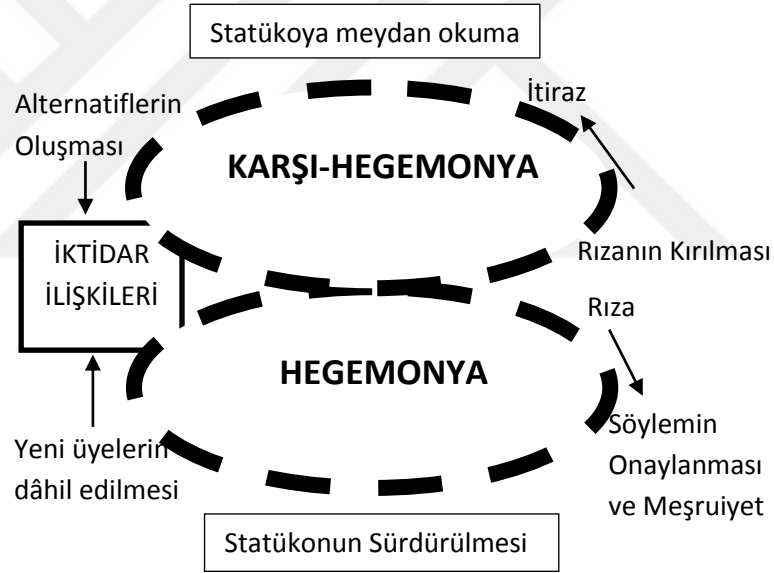 Statükoya meydan okuma
Alternatiflerin
Oluşması
İtiraz
KARŞI-HEGEMONYA
İKTİDAR
İLİŞKİLERİ
Rızanın Kırılması
Rıza
HEGEMONYA
Söylemin
Onaylanması
ve Meşruiyet
Yeni üyelerin
dâhil edilmesi
Statükonun Sürdürülmesi